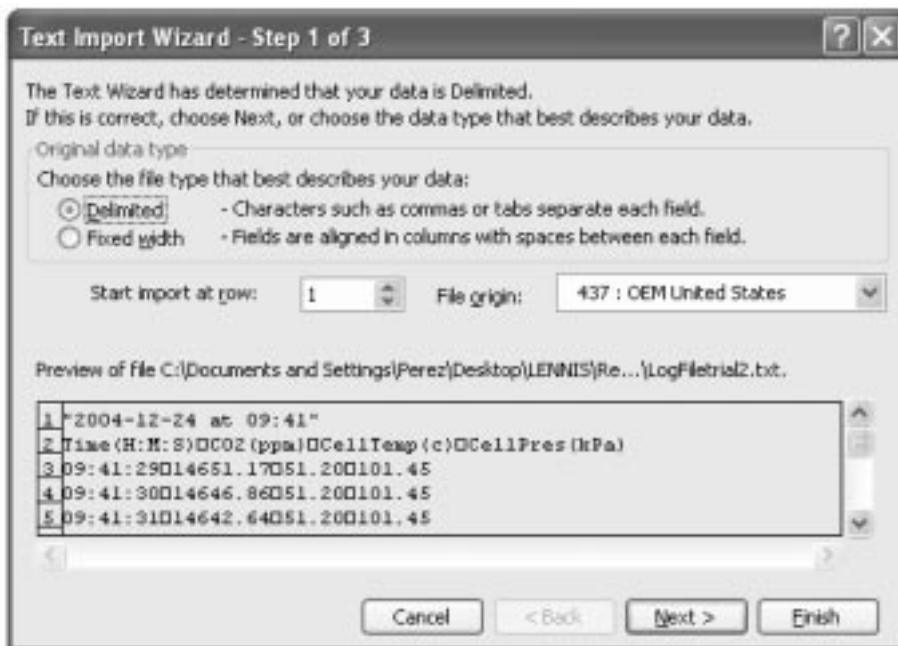 Text Import Wizard - Step 1 of 3
The Text Wizard has determined that your data is Delimited.
If this is correct, choose Next, or choose the data type that best describes your data.
Original data type
Choose the file type that best describes your data:
Delimited - Characters such as commas or tabs separate each field.
Fixed width - Fields are aligned in columns with spaces between each field.
Start import at row: 1 File origin: 437 : OEM United States
Preview of file C:\Documents and Settings\Perez\Desktop\LENNIS\Re...\LogFiletrial2.txt.
1 "2004-12-24 at 09:41"
2 Time(H:M:S)□CO2(ppm)□CellTemp(c)□CellPres(kPa)
3 09:41:29□14651.17□51.20□101.45
4 09:41:30□14646.86□51.20□101.45
5 09:41:31□14642.64□51.20□101.45
Cancel < Back Next > Finish